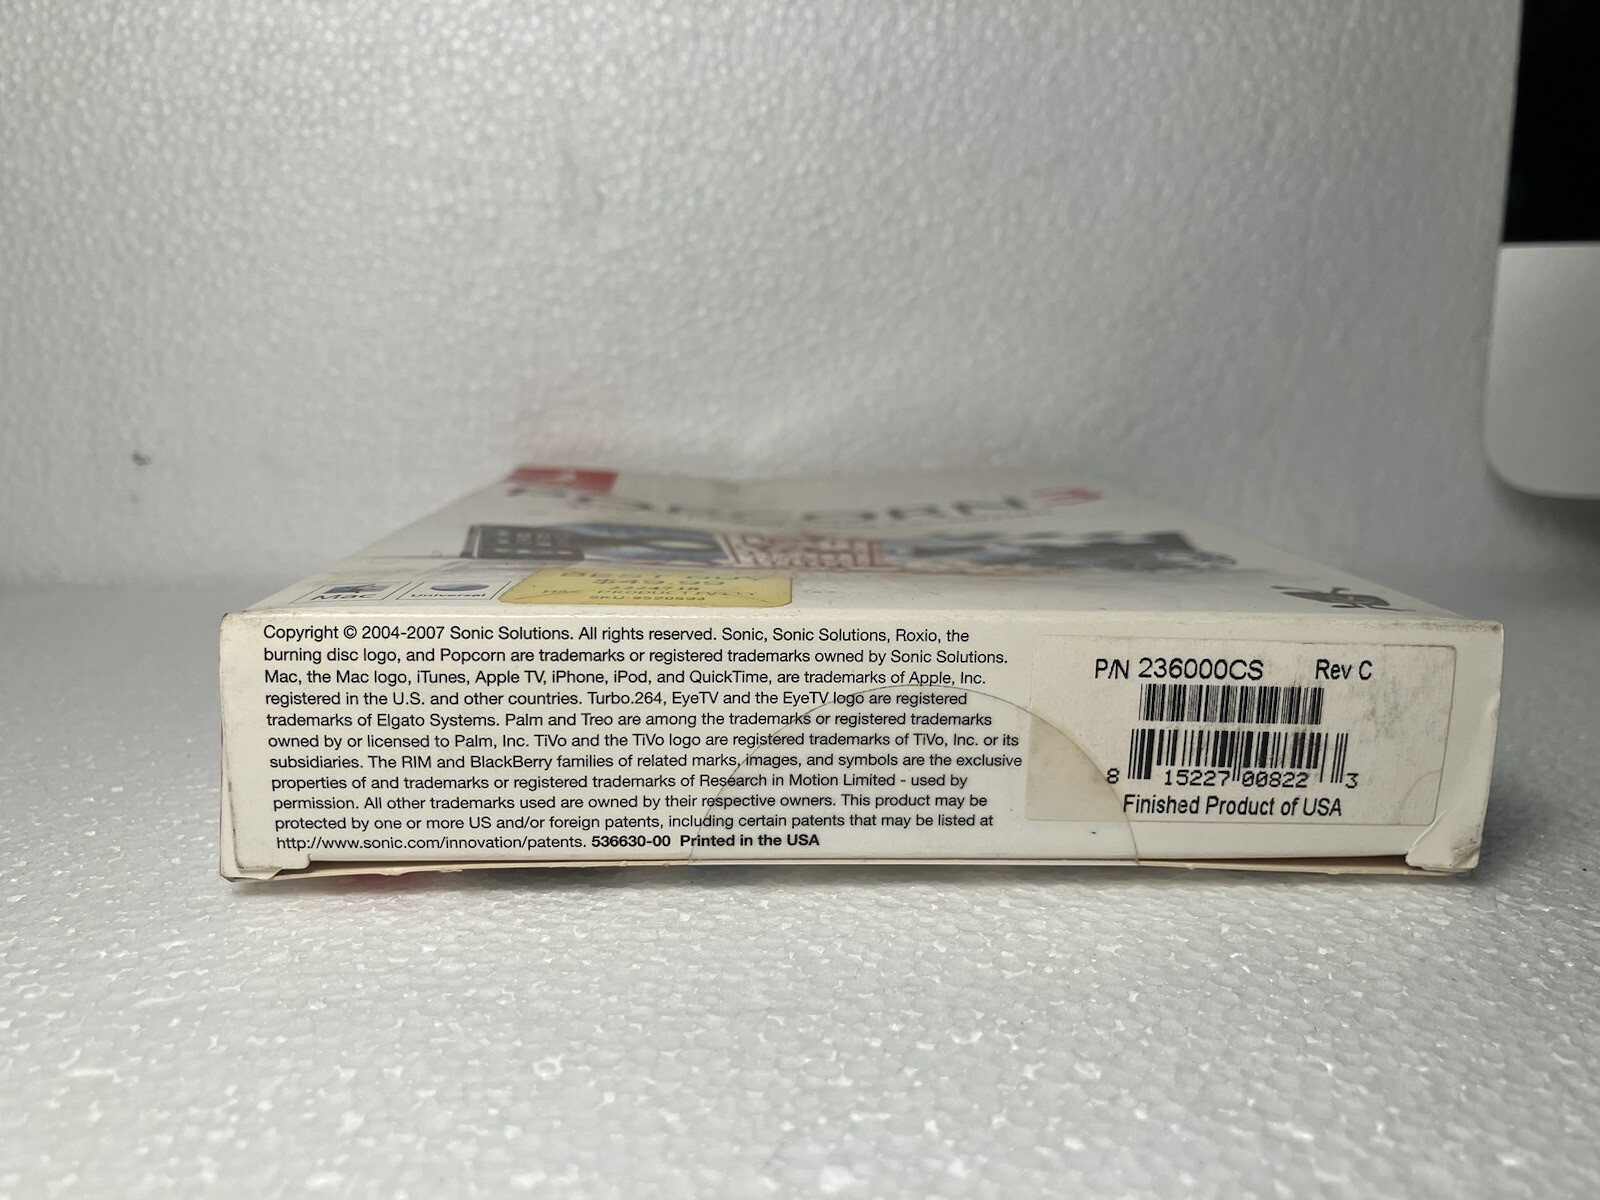 POPCORN 3
Mac
Universal
BEST BUY
$49.99
MAC PRODUCTIVITY
Copyright © 2004-2007 Sonic Solutions. All rights reserved. Sonic, Sonic Solutions, Roxio, the
burning disc logo, and Popcorn are trademarks or registered trademarks owned by Sonic Solutions.
Mac, the Mac logo, iTunes, Apple TV, iPhone, iPod, and QuickTime, are trademarks of Apple, Inc.
registered in the U.S. and other countries. Turbo.264, EyeTV and the EyeTV logo are registered
trademarks of Elgato Systems. Palm and Treo are among the trademarks or registered trademarks
owned by or licensed to Palm, Inc. TiVo and the TiVo logo are registered trademarks of TiVo, Inc. or its
subsidiaries. The RIM and BlackBerry families of related marks, images, and symbols are the exclusive
properties of and trademarks or registered trademarks of Research in Motion Limited - used by
permission. All other trademarks used are owned by their respective owners. This product may be
protected by one or more US and/or foreign patents, including certain patents that may be listed at
http://www.sonic.com/innovation/patents. 536630-00 Printed in the USA
P/N 236000CS Rev C
8 15227 00822 3
Finished Product of USA